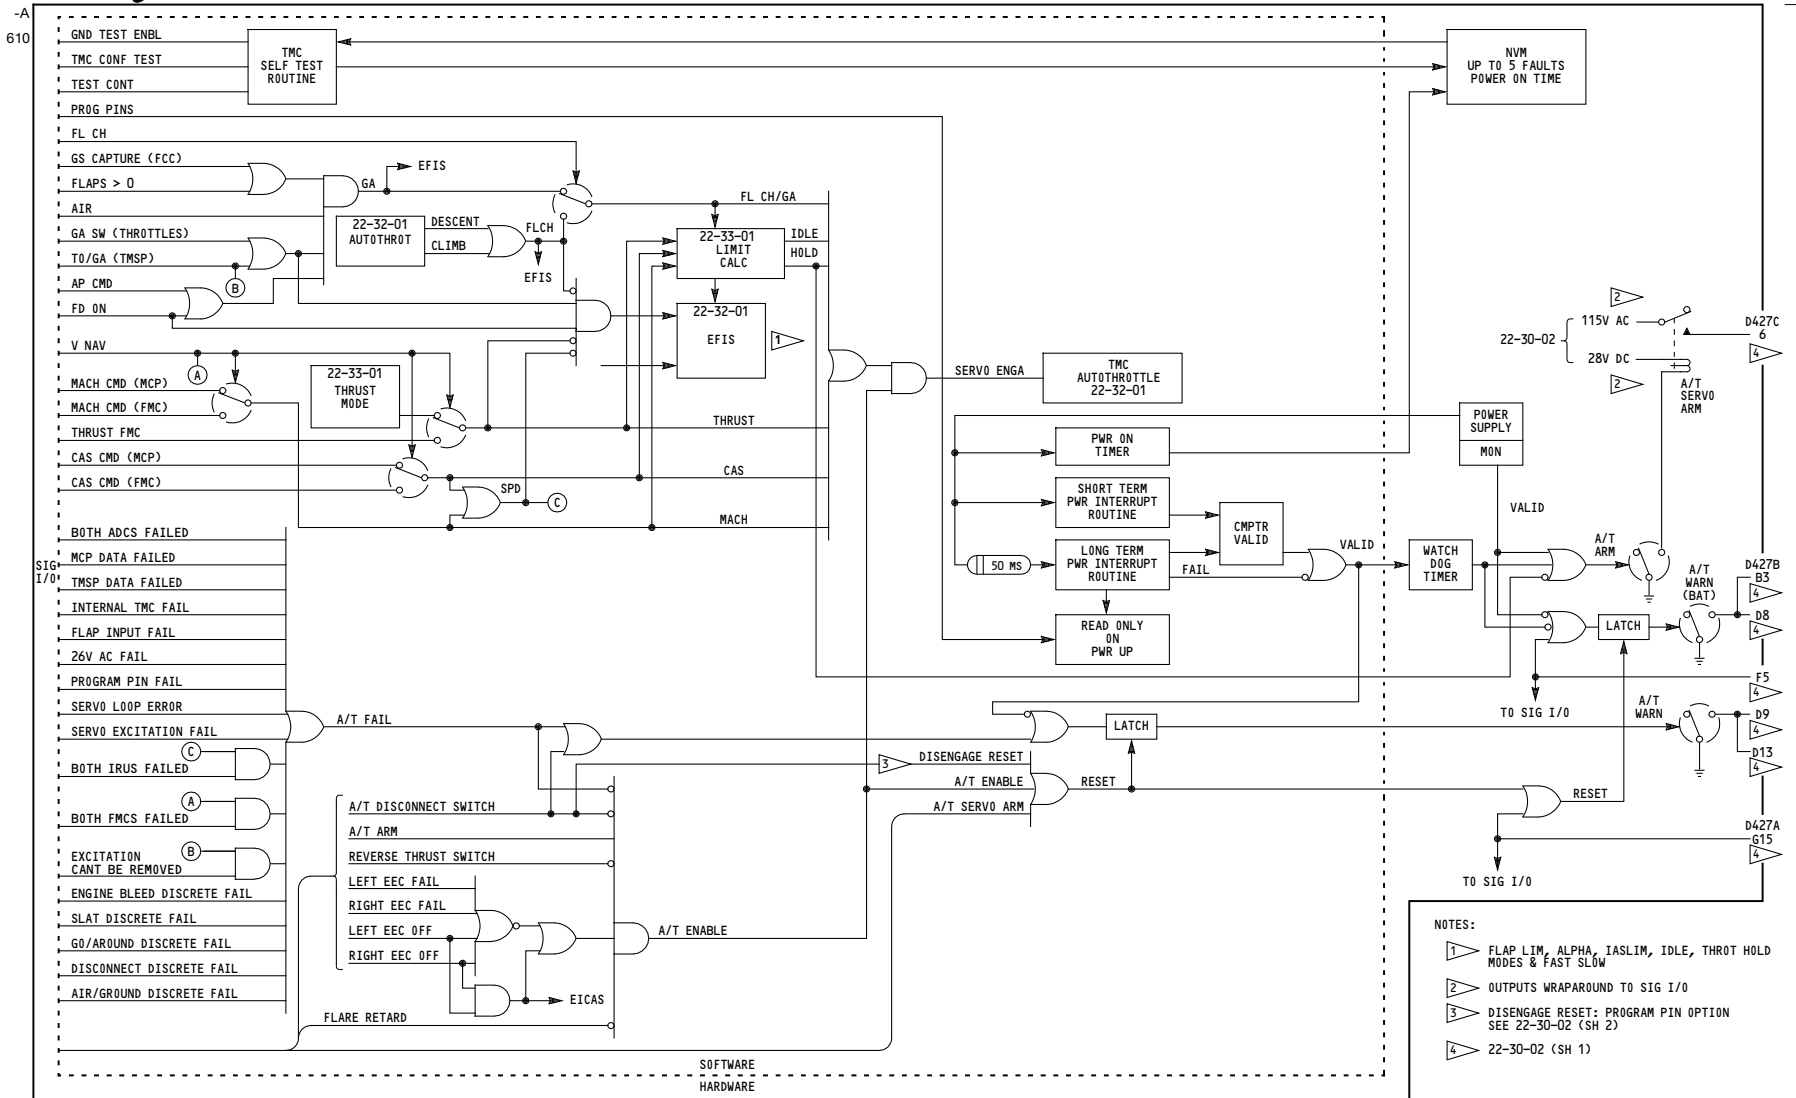 -A
610
GND TEST ENBL
TMC CONF TEST
TEST CONT
TMC
SELF TEST
ROUTINE
NVM
UP TO 5 FAULTS
POWER ON TIME
PROG PINS
FL CH
GS CAPTURE (FCC)
FLAPS > 0
AIR
GA SW (THROTTLES)
TO/GA (TMSP)
B
AP CMD
FD ON
GA
EFIS
22-32-01
AUTOTHROT
DESCENT
CLIMB
FLCH
EFIS
FL CH/GA
22-33-01
LIMIT
CALC
IDLE
HOLD
22-32-01
EFIS
1
V NAV
A
MACH CMD (MCP)
MACH CMD (FMC)
THRUST FMC
CAS CMD (MCP)
CAS CMD (FMC)
22-33-01
THRUST
MODE
THRUST
CAS
SPD
C
MACH
SERVO ENGA
TMC
AUTOTHROTTLE
22-32-01
PWR ON
TIMER
SHORT TERM
PWR INTERRUPT
ROUTINE
50 MS
LONG TERM
PWR INTERRUPT
ROUTINE
FAIL
READ ONLY
ON
PWR UP
CMPTR
VALID
VALID
WATCH
DOG
TIMER
POWER
SUPPLY
MON
VALID
2
22-30-02
115V AC
28V DC
2
D427C
6
4
A/T
SERVO
ARM
A/T
ARM
A/T
WARN
(BAT)
D427B
B3
4
D8
4
LATCH
F5
4
TO SIG I/O
A/T
WARN
D9
4
D13
4
SIG
I/O
BOTH ADCS FAILED
MCP DATA FAILED
TMSP DATA FAILED
INTERNAL TMC FAIL
FLAP INPUT FAIL
26V AC FAIL
PROGRAM PIN FAIL
SERVO LOOP ERROR
SERVO EXCITATION FAIL
C
BOTH IRUS FAILED
A
BOTH FMCS FAILED
B
EXCITATION
CANT BE REMOVED
ENGINE BLEED DISCRETE FAIL
SLAT DISCRETE FAIL
GO/AROUND DISCRETE FAIL
DISCONNECT DISCRETE FAIL
AIR/GROUND DISCRETE FAIL
A/T FAIL
A/T DISCONNECT SWITCH
A/T ARM
REVERSE THRUST SWITCH
LEFT EEC FAIL
RIGHT EEC FAIL
LEFT EEC OFF
RIGHT EEC OFF
EICAS
FLARE RETARD
A/T ENABLE
3
DISENGAGE RESET
A/T ENABLE
A/T SERVO ARM
RESET
LATCH
RESET
D427A
G15
4
TO SIG I/O
SOFTWARE
HARDWARE
NOTES:
1 FLAP LIM, ALPHA, IASLIM, IDLE, THROT HOLD
MODES & FAST SLOW
2 OUTPUTS WRAPAROUND TO SIG I/O
3 DISENGAGE RESET: PROGRAM PIN OPTION
SEE 22-30-02 (SH 2)
4 22-30-02 (SH 1)